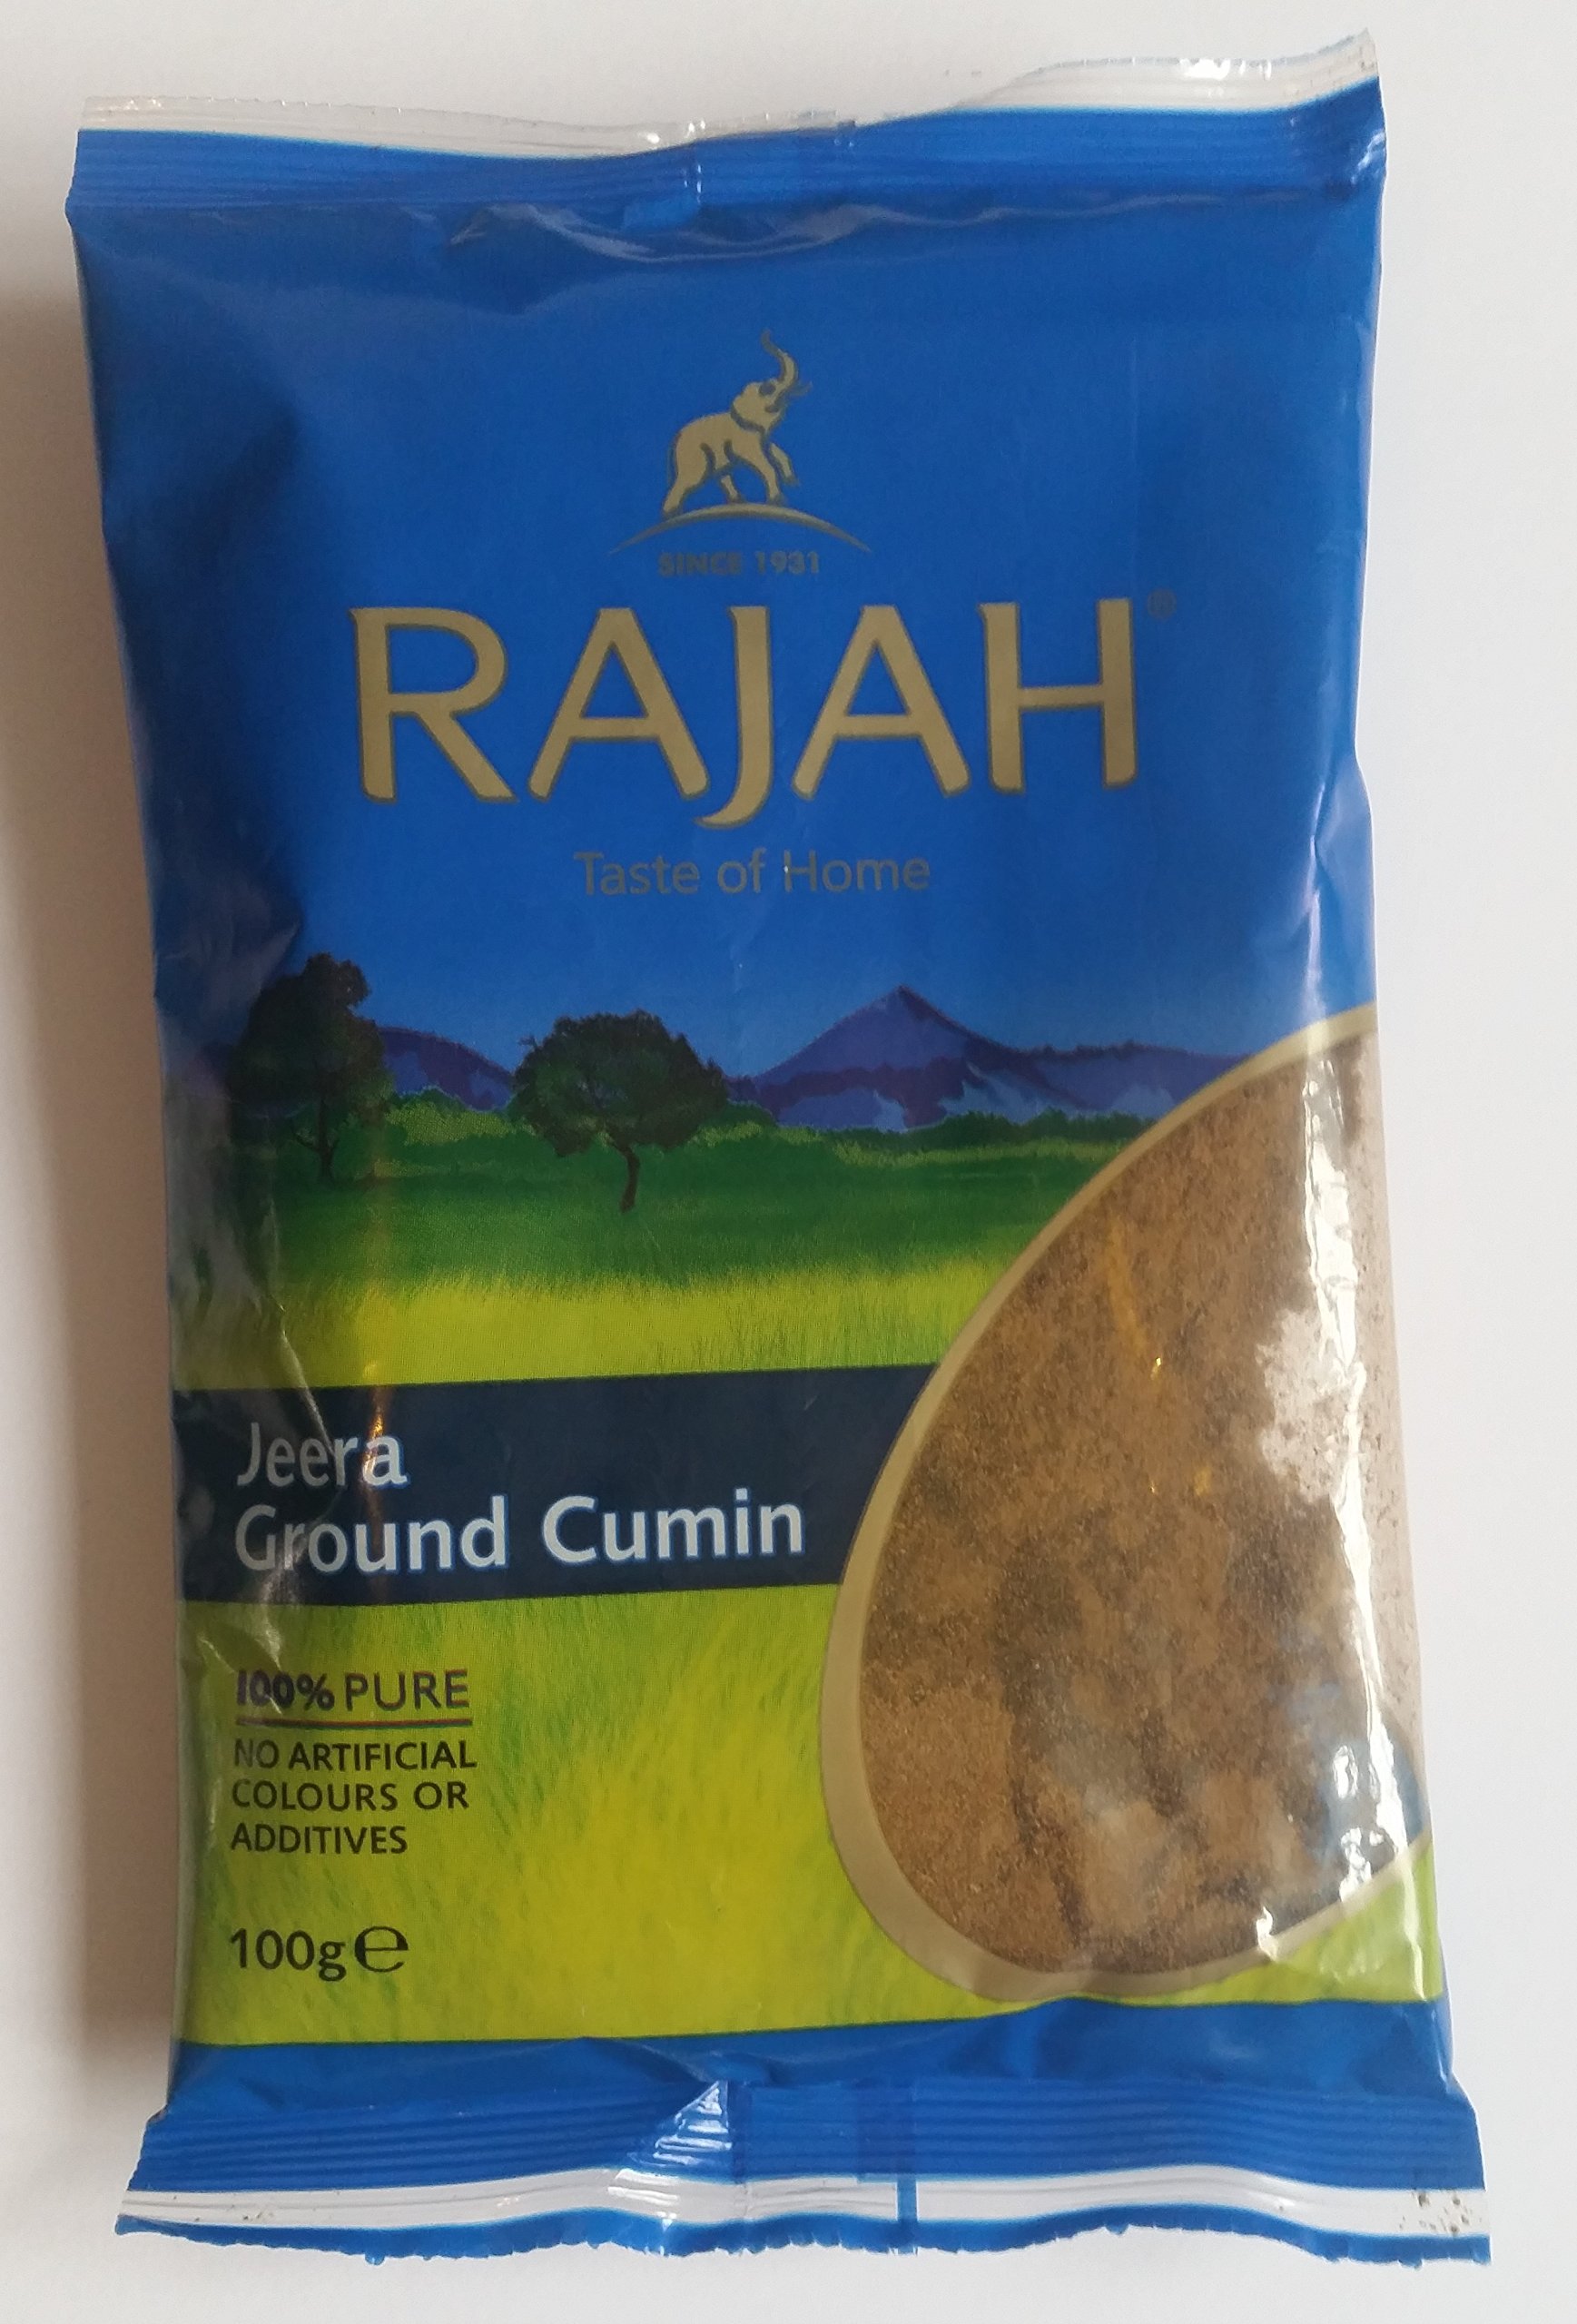 SINCE 1931
RAJAH®
Taste of Home
Jeera
Ground Cumin
100% PURE
NO ARTIFICIAL
COLOURS OR
ADDITIVES
100g℮